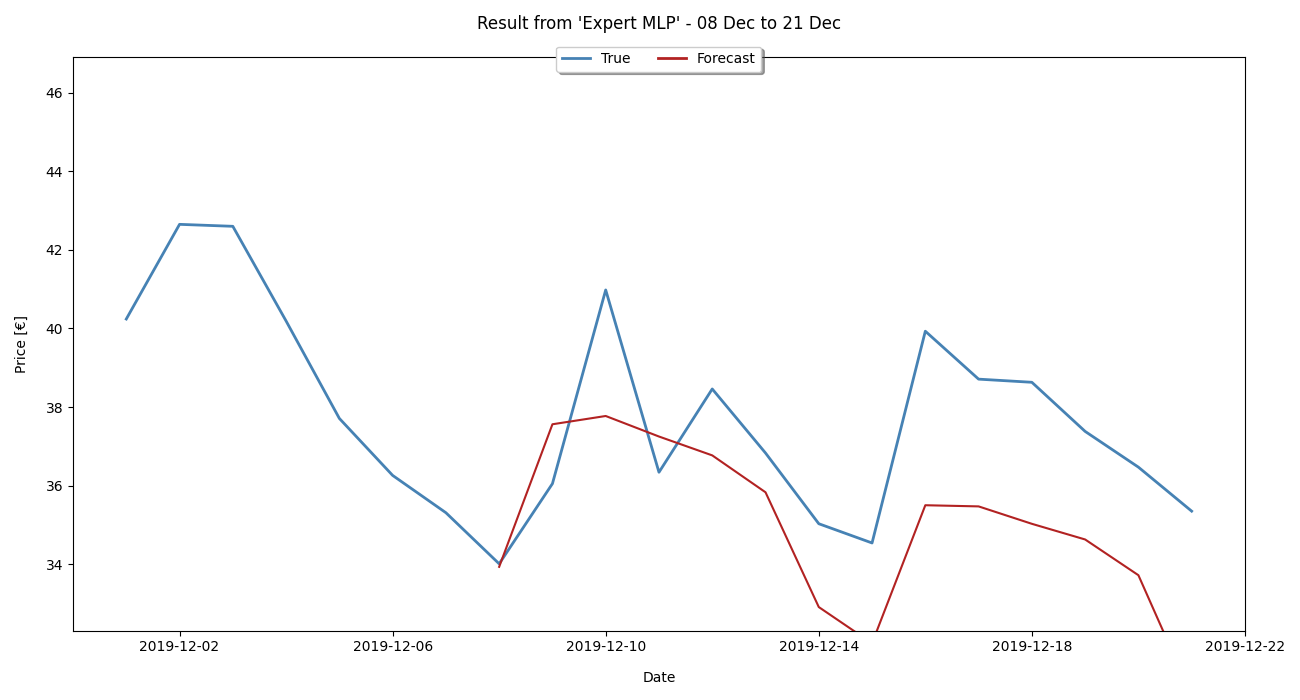 Result from 'Expert MLP' - 08 Dec to 21 Dec
True Forecast
46
44
42
40
38
36
34
Price [€]
2019-12-02 2019-12-06 2019-12-10 2019-12-14 2019-12-18 2019-12-22
Date